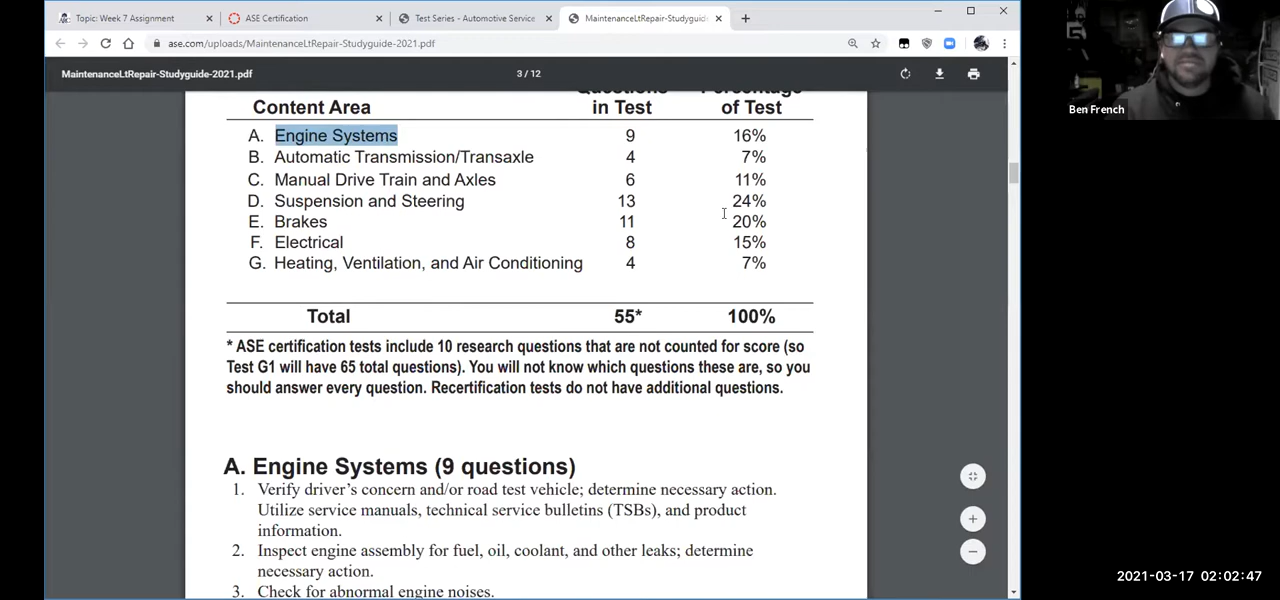 Topic: Week 7 Assignment
ASE Certification
Test Series - Automotive Service
MaintenanceLtRepair-Studyguide
ase.com/uploads/MaintenanceLtRepair-Studyguide-2021.pdf
MaintenanceLtRepair-Studyguide-2021.pdf
3 / 12
Ben French
Questions Percentage
Content Area in Test of Test
A. Engine Systems 9 16%
B. Automatic Transmission/Transaxle 4 7%
C. Manual Drive Train and Axles 6 11%
D. Suspension and Steering 13 24%
E. Brakes 11 20%
F. Electrical 8 15%
G. Heating, Ventilation, and Air Conditioning 4 7%
Total 55* 100%
* ASE certification tests include 10 research questions that are not counted for score (so
Test G1 will have 65 total questions). You will not know which questions these are, so you
should answer every question. Recertification tests do not have additional questions.
A. Engine Systems (9 questions)
1. Verify driver's concern and/or road test vehicle; determine necessary action.
Utilize service manuals, technical service bulletins (TSBs), and product
information.
2. Inspect engine assembly for fuel, oil, coolant, and other leaks; determine
necessary action.
3. Check for abnormal engine noises.
2021-03-17 02:02:47